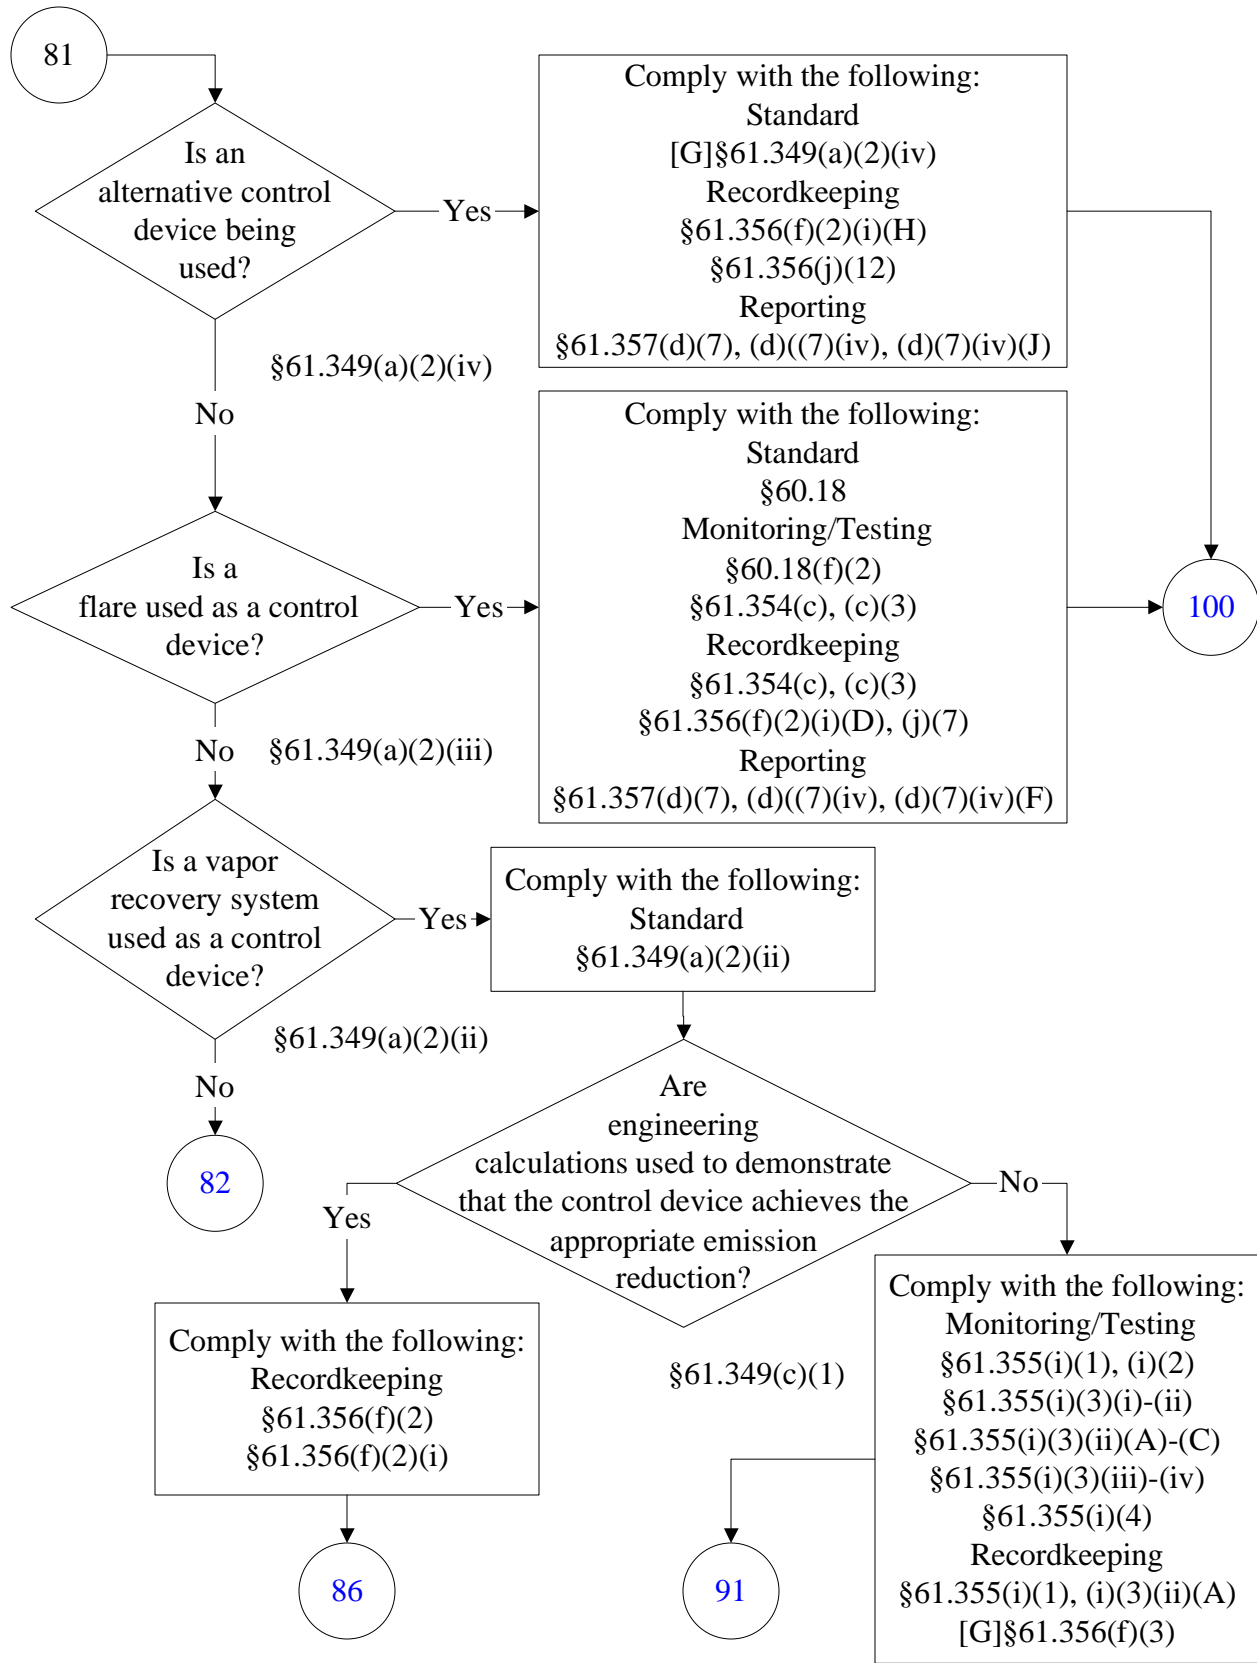 81
Is an
alternative control
device being
used?
Yes
Comply with the following:
Standard
[G]§61.349(a)(2)(iv)
Recordkeeping
§61.356(f)(2)(i)(H)
§61.356(j)(12)
Reporting
§61.357(d)(7), (d)((7)(iv), (d)(7)(iv)(J)
§61.349(a)(2)(iv)
No
Is a
flare used as a control
device?
Yes
Comply with the following:
Standard
§60.18
Monitoring/Testing
§60.18(f)(2)
§61.354(c), (c)(3)
Recordkeeping
§61.354(c), (c)(3)
§61.356(f)(2)(i)(D), (j)(7)
Reporting
§61.357(d)(7), (d)((7)(iv), (d)(7)(iv)(F)
100
No
§61.349(a)(2)(iii)
Is a vapor
recovery system
used as a control
device?
Yes
Comply with the following:
Standard
§61.349(a)(2)(ii)
§61.349(a)(2)(ii)
No
82
Are
engineering
calculations used to demonstrate
that the control device achieves the
appropriate emission
reduction?
Yes
No
§61.349(c)(1)
Comply with the following:
Recordkeeping
§61.356(f)(2)
§61.356(f)(2)(i)
86
Comply with the following:
Monitoring/Testing
§61.355(i)(1), (i)(2)
§61.355(i)(3)(i)-(ii)
§61.355(i)(3)(ii)(A)-(C)
§61.355(i)(3)(iii)-(iv)
§61.355(i)(4)
Recordkeeping
§61.355(i)(1), (i)(3)(ii)(A)
[G]§61.356(f)(3)
91